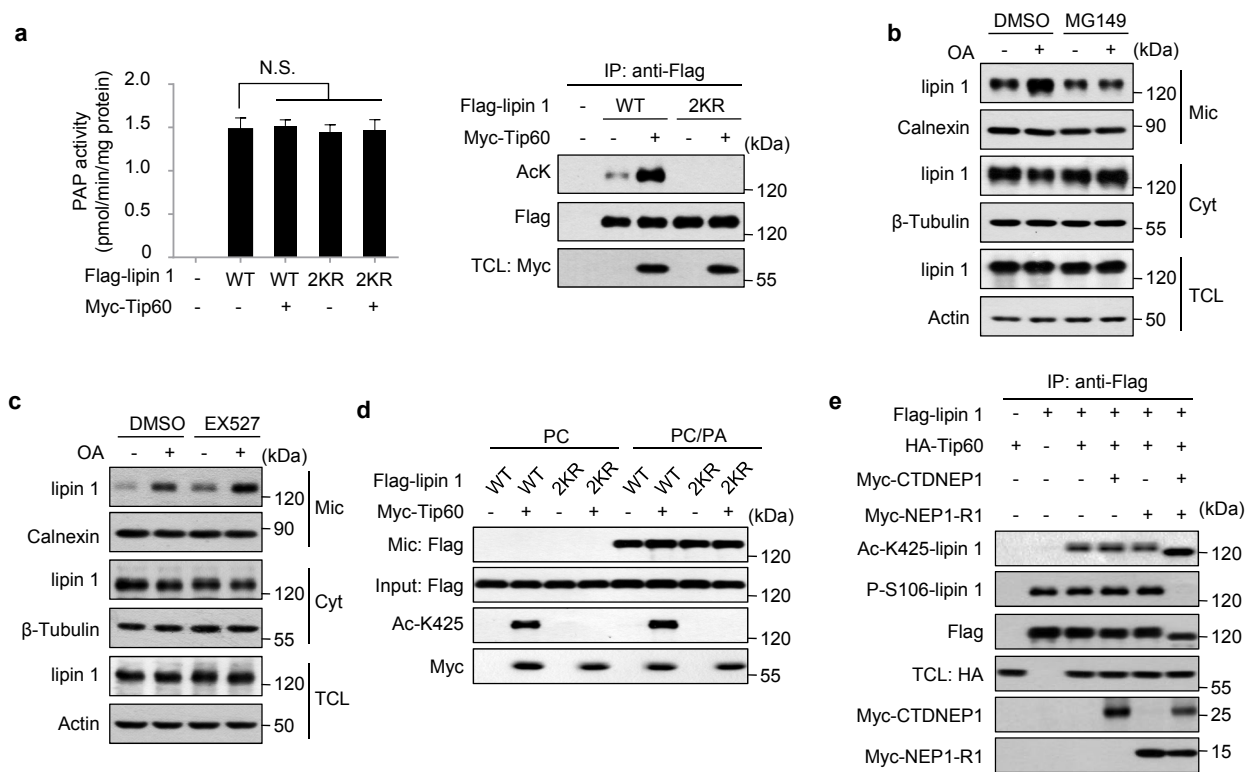 a
N.S.
2.0
1.5
1.0
0.5
0
PAP activity
(pmol/min/mg protein)
Flag-lipin 1 - WT WT 2KR 2KR
Myc-Tip60 - - + - +
IP: anti-Flag
Flag-lipin 1 - WT 2KR
Myc-Tip60 - - + - + (kDa)
AcK 120
Flag 120
TCL: Myc 55
b
DMSO MG149
OA - + - + (kDa)
lipin 1 120
Calnexin 90
Mic
lipin 1 120
β-Tubulin 55
Cyt
lipin 1 120
Actin 50
TCL
c
DMSO EX527
OA - + - + (kDa)
lipin 1 120
Calnexin 90
Mic
lipin 1 120
β-Tubulin 55
Cyt
lipin 1 120
Actin 50
TCL
d
PC PC/PA
Flag-lipin 1 WT WT 2KR 2KR WT WT 2KR 2KR
Myc-Tip60 - + - + - + - + (kDa)
Mic: Flag 120
Input: Flag 120
Ac-K425 120
Myc 55
e
IP: anti-Flag
Flag-lipin 1 - + + + + +
HA-Tip60 + - + + + +
Myc-CTDNEP1 - - - + - +
Myc-NEP1-R1 - - - - + + (kDa)
Ac-K425-lipin 1 120
P-S106-lipin 1 120
Flag 120
TCL: HA 55
Myc-CTDNEP1 25
Myc-NEP1-R1 15